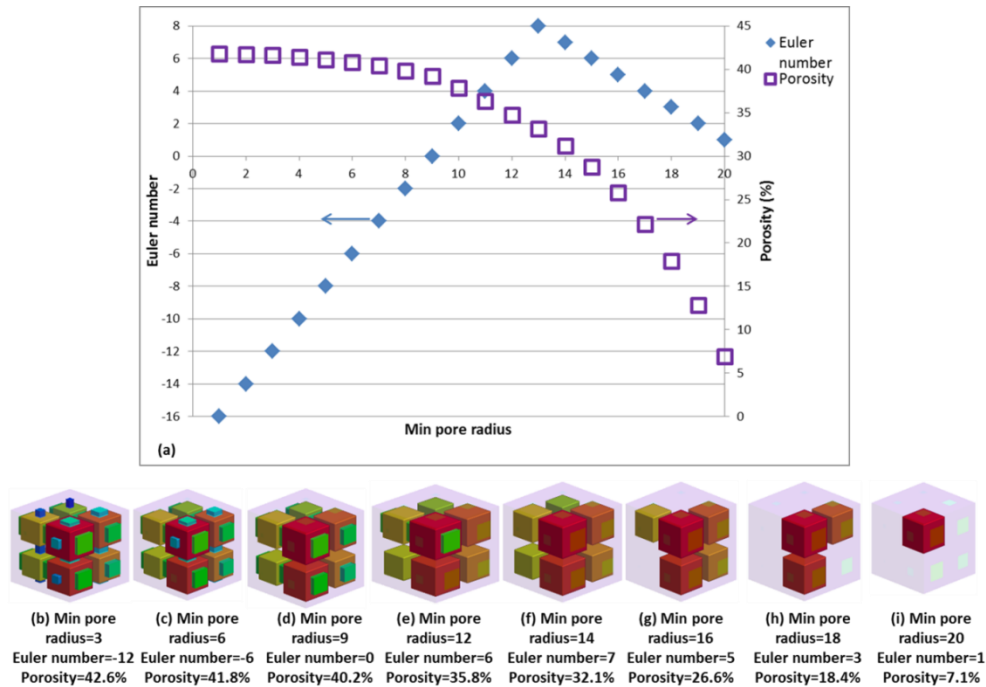 8
6
4
2
0
-2
-4
-6
-8
-10
-12
-14
-16
Euler number
0 2 4 6 8 10 12 14 16 18 20
Min pore radius
(a)
45
40
35
30
25
20
15
10
5
0
Porosity (%)
Euler
number
Porosity
(b) Min pore
radius=3
Euler number=-12
Porosity=42.6%
(c) Min pore
radius=6
Euler number=-6
Porosity=41.8%
(d) Min pore
radius=9
Euler number=0
Porosity=40.2%
(e) Min pore
radius=12
Euler number=6
Porosity=35.8%
(f) Min pore
radius=14
Euler number=7
Porosity=32.1%
(g) Min pore
radius=16
Euler number=5
Porosity=26.6%
(h) Min pore
radius=18
Euler number=3
Porosity=18.4%
(i) Min pore
radius=20
Euler number=1
Porosity=7.1%